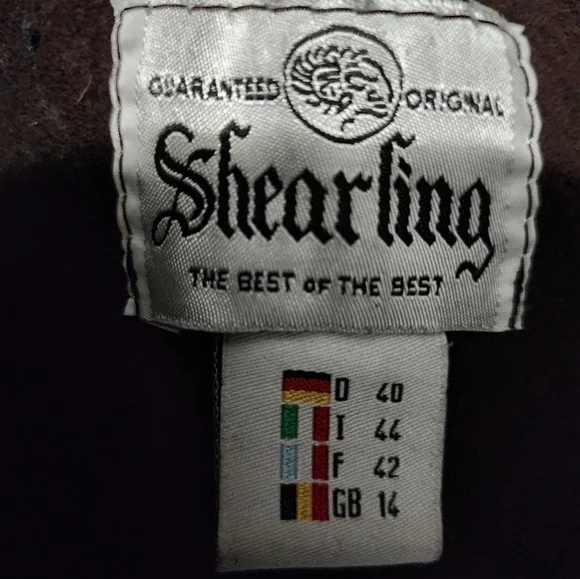 GUARANTEED ORIGINAL
Shearling
THE BEST OF THE BEST
D 40
I 44
F 42
GB 14